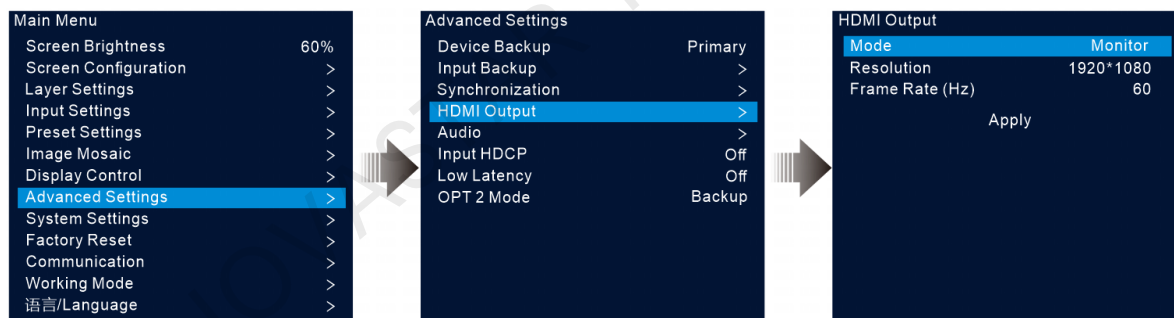 Main Menu
Screen Brightness 60%
Screen Configuration >
Layer Settings >
Input Settings >
Preset Settings >
Image Mosaic >
Display Control >
Advanced Settings >
System Settings >
Factory Reset >
Communication >
Working Mode >
语言/Language >
Advanced Settings
Device Backup Primary
Input Backup >
Synchronization >
HDMI Output >
Audio >
Input HDCP Off
Low Latency Off
OPT 2 Mode Backup
HDMI Output
Mode Monitor
Resolution 1920*1080
Frame Rate (Hz) 60
Apply